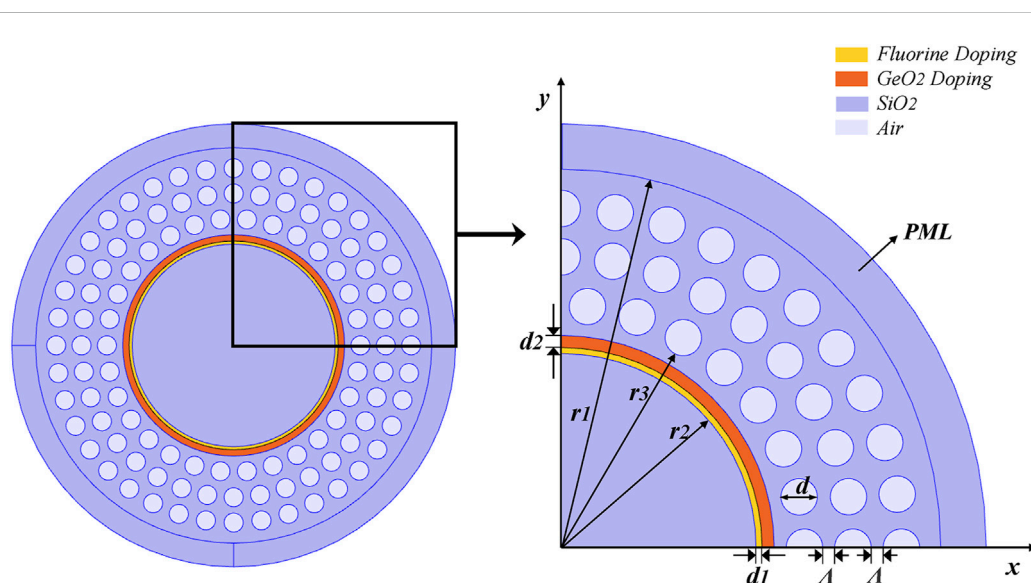 Fluorine Doping
GeO2 Doping
SiO2
Air
y
PML
d2
r3
r1
r2
d
x
d1
Λ
Λ